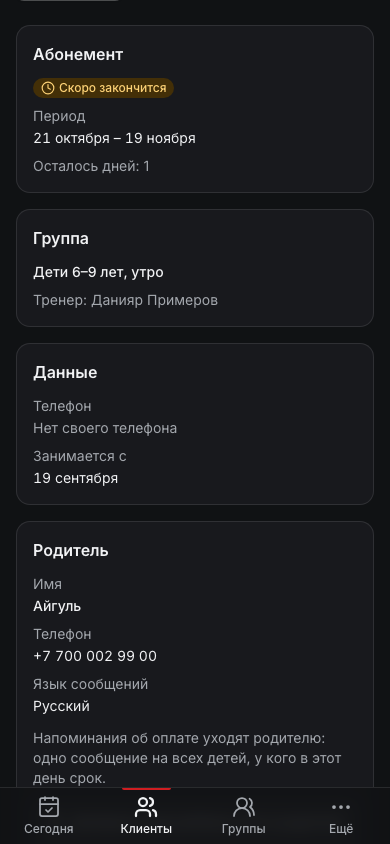 Абонемент
Скоро закончится
Период
21 октября – 19 ноября
Осталось дней: 1
Группа
Дети 6–9 лет, утро
Тренер: Данияр Примеров
Данные
Телефон
Нет своего телефона
Занимается с
19 сентября
Родитель
Имя
Айгуль
Телефон
+7 700 002 99 00
Язык сообщений
Русский
Напоминания об оплате уходят родителю:
одно сообщение на всех детей, у кого в этот
день срок.
Сегодня
Клиенты
Группы
Ещё